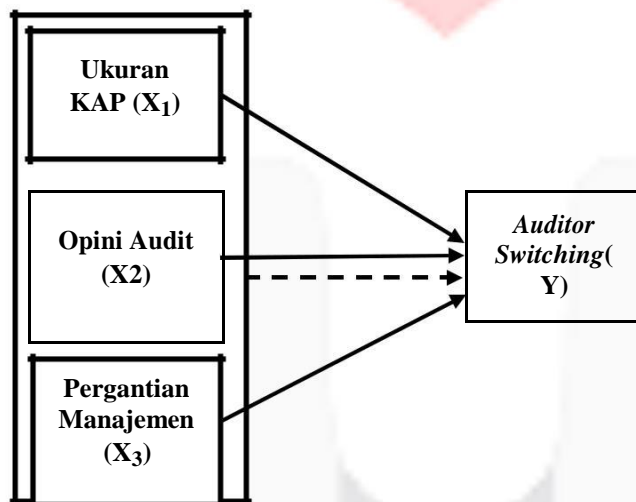 Ukuran
KAP (X₁)
Opini Audit
(X2)
Auditor
Switching(
Y)
Pergantian
Manajemen
(X₃)